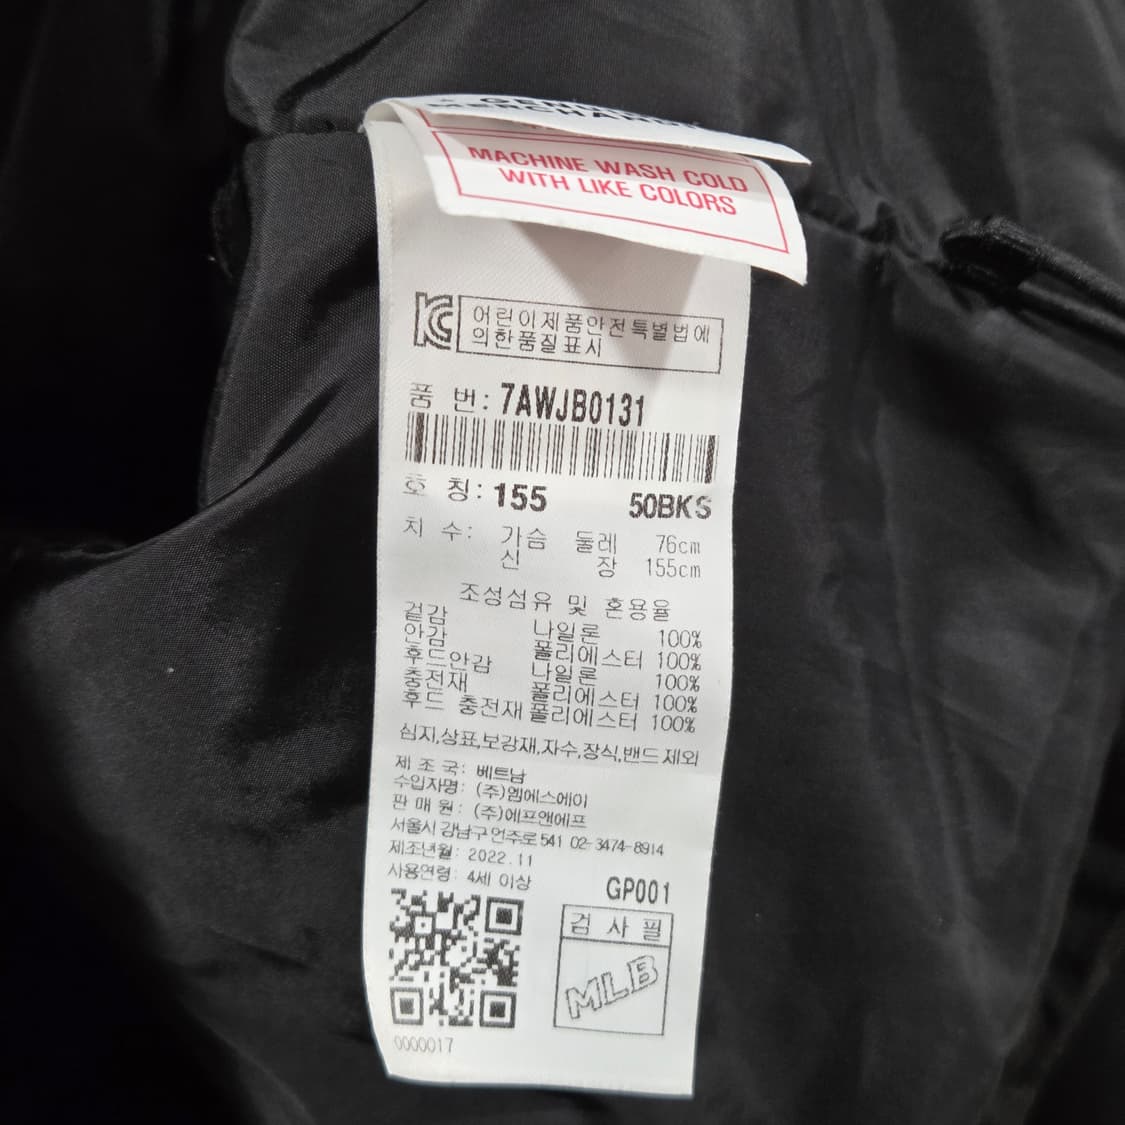 MACHINE WASH COLD
WITH LIKE COLORS
어린이제품안전특별법에
의한품질표시
품 번: 7AWJB0131
호 칭: 155 50BKS
치 수: 가슴 둘레 76cm
신 장 155cm
조성섬유 및 혼용율
겉감 나일론 100%
안감 폴리에스터 100%
후드안감 나일론 100%
충전재 폴리에스터 100%
후드 충전재 폴리에스터 100%
심지,상표,보강재,자수,장식,밴드제외
제 조 국: 베트남
수입자명: (주)엠에스에이
판 매 원: (주)에프앤에프
서울시 강남구 언주로 541 02-3474-8914
제조년월: 2022.11
사용연령: 4세 이상
GP001
검 사 필
MLB
0000017